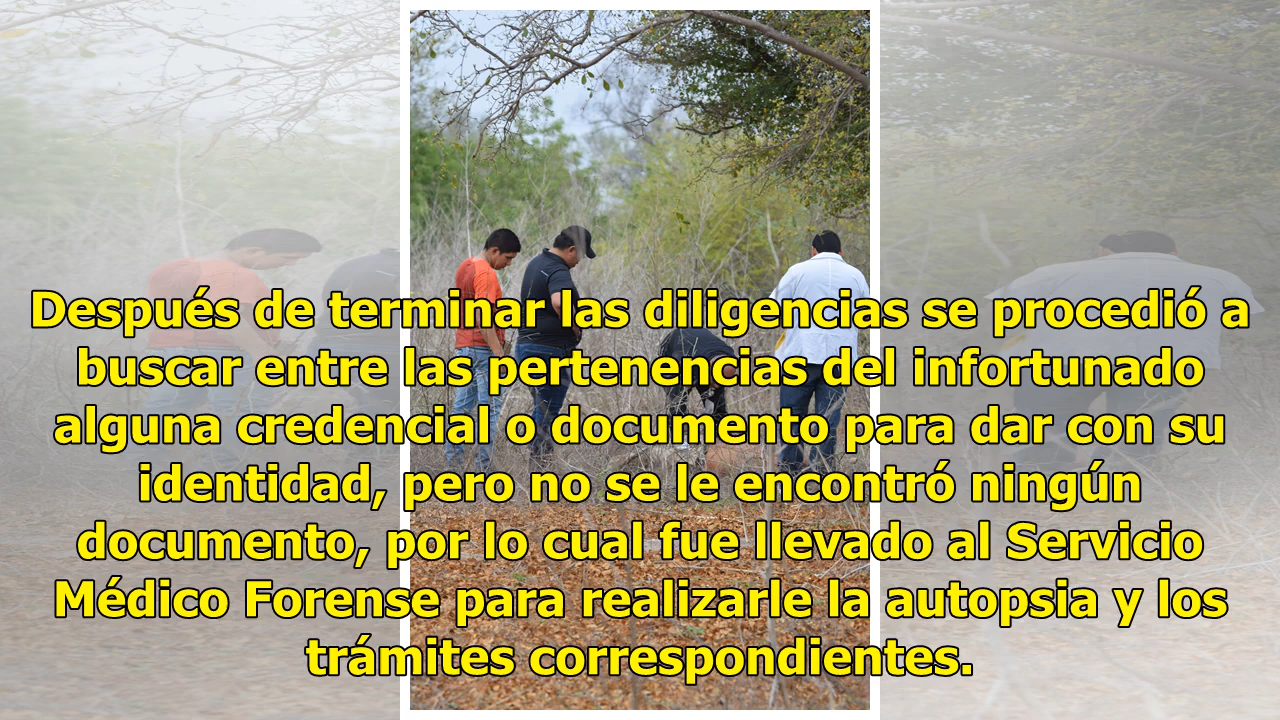 Después de terminar las diligencias se procedió a
buscar entre las pertenencias del infortunado
alguna credencial o documento para dar con su
identidad, pero no se le encontró ningún
documento, por lo cual fue llevado al Servicio
Médico Forense para realizarle la autopsia y los
trámites correspondientes.